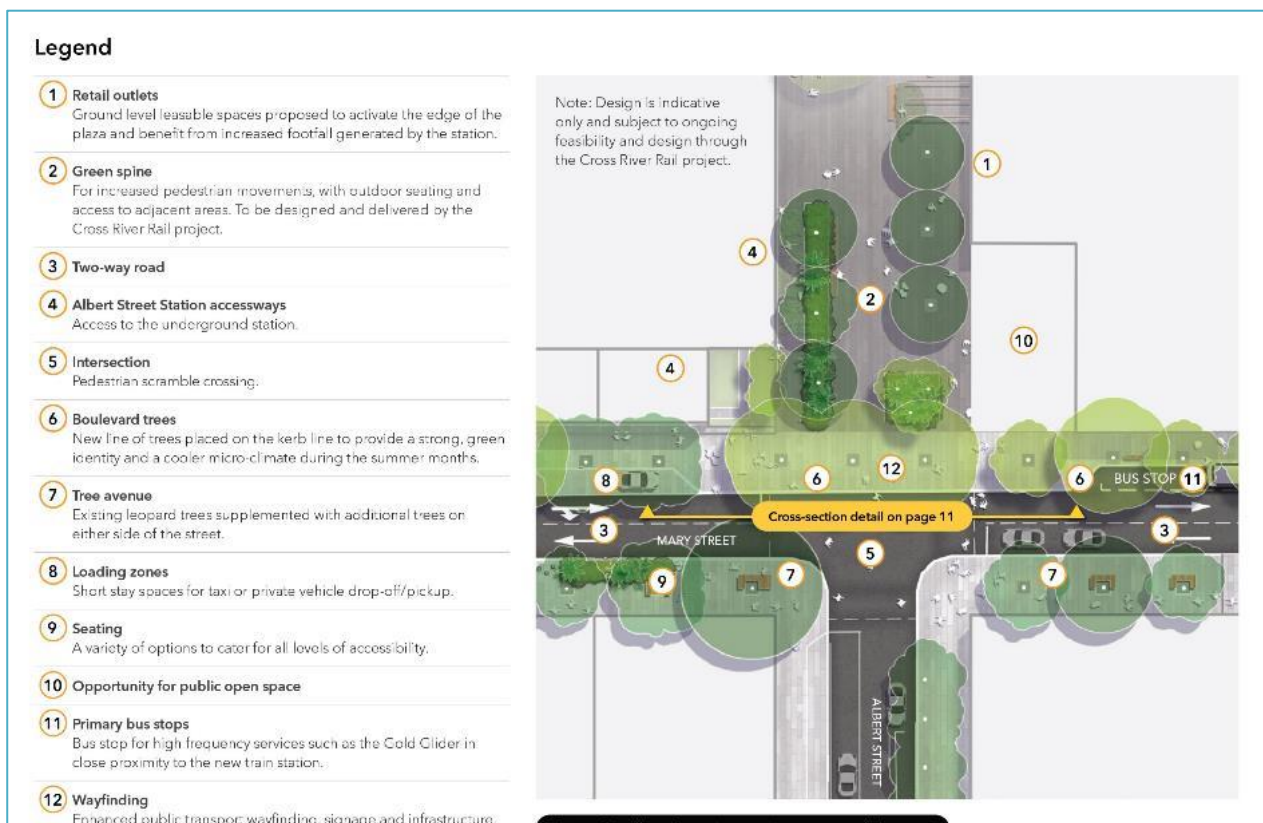 Legend
1 Retail outlets
Ground level leasable spaces proposed to activate the edge of the
plaza and benefit from increased footfall generated by the station.
2 Green spine
For increased pedestrian movements, with outdoor seating and
access to adjacent areas. To be designed and delivered by the
Cross River Rail project.
3 Two-way road
4 Albert Street Station accessways
Access to the underground station.
5 Intersection
Pedestrian scramble crossing.
6 Boulevard trees
New line of trees placed on the kerb line to provide a strong, green
identity and a cooler micro-climate during the summer months.
7 Tree avenue
Existing leopard trees supplemented with additional trees on
either side of the street.
8 Loading zones
Short stay spaces for taxi or private vehicle drop-off/pickup.
9 Seating
A variety of options to cater for all levels of accessibility.
10 Opportunity for public open space
11 Primary bus stops
Bus stop for high frequency services such as the Gold Glider in
close proximity to the new train station.
12 Wayfinding
Enhanced public transport wayfinding, signage and infrastructure.
Note: Design is indicative
only and subject to ongoing
feasibility and design through
the Cross River Rail project.
1
4
2
10
4
8
6
12
6
BUS STOP 11
Cross-section detail on page 11
3
MARY STREET
5
3
9
7
7
ALBERT STREET